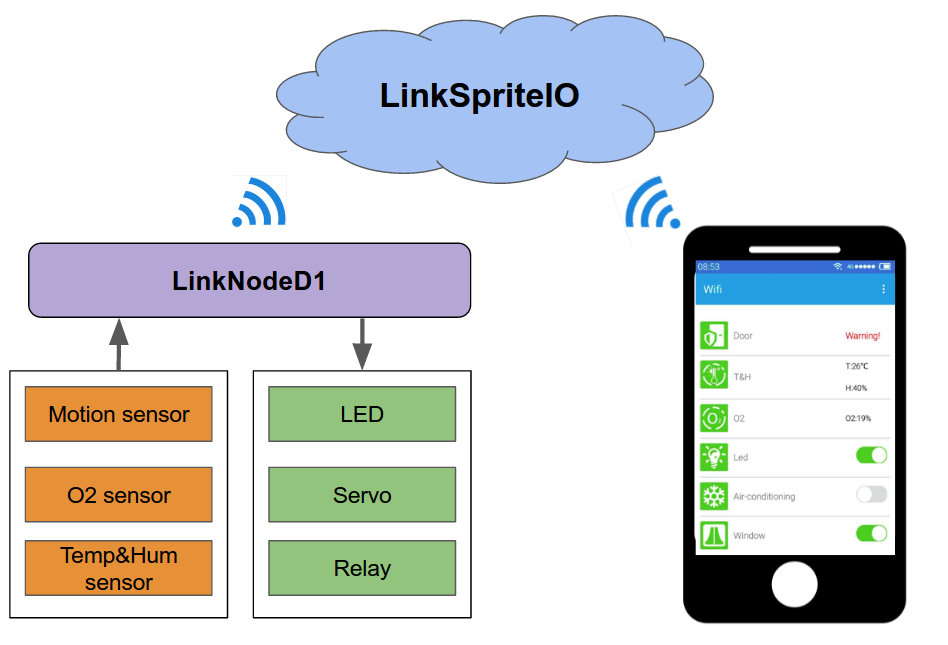 LinkSpriteIO
LinkNodeD1
Motion sensor
O2 sensor
Temp&Hum
sensor
LED
Servo
Relay
08:53
4G
Wifi
Door
Warning!
T&H
T:26℃
H:40%
O2
O2:19%
Led
Air-conditioning
Window